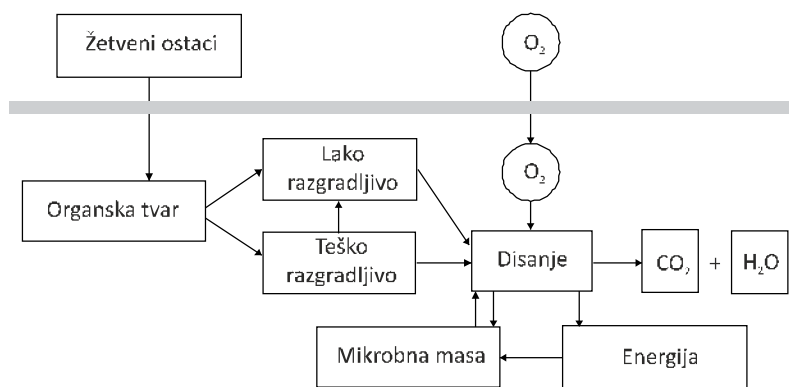 Žetveni ostaci
O₂
O₂
Lako
razgradljivo
Organska tvar
Teško
razgradljivo
Disanje
CO₂ + H₂O
Mikrobna masa
Energija